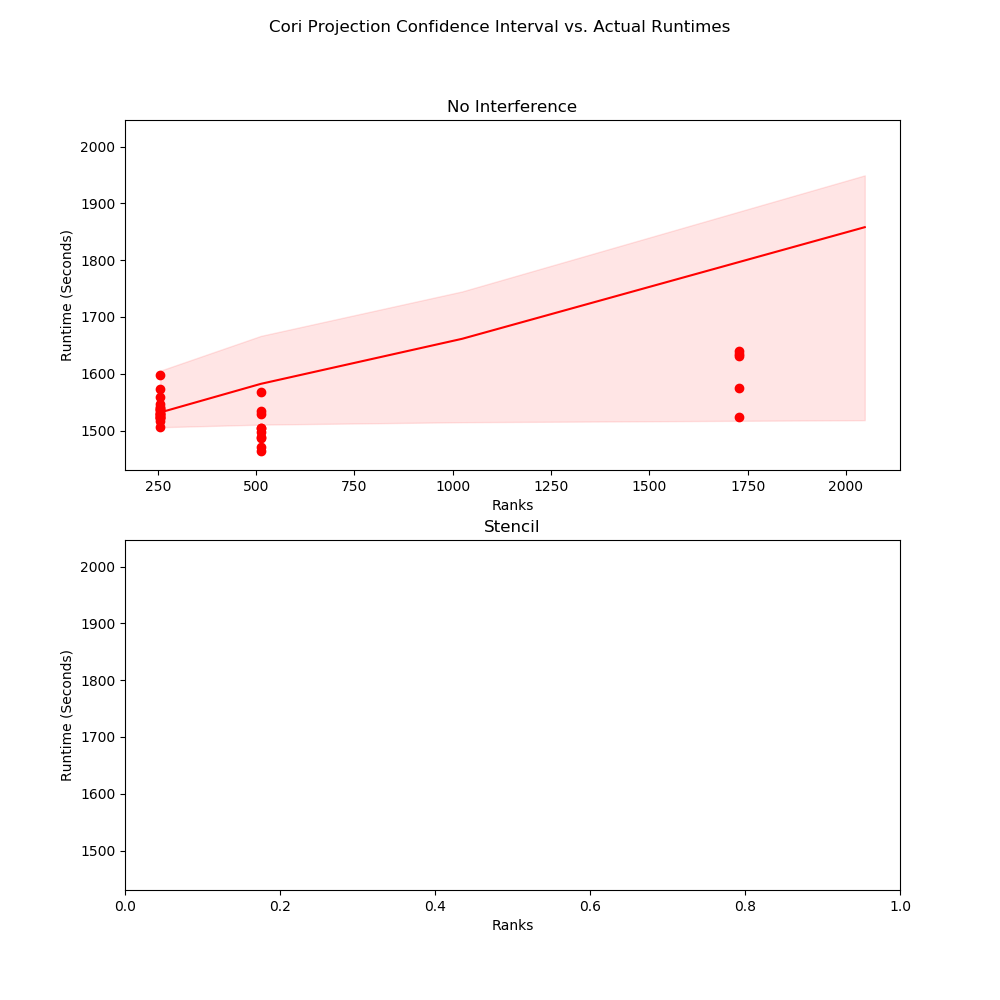 Cori Projection Confidence Interval vs. Actual Runtimes
No Interference
2000
1900
1800
1700
1600
1500
Runtime (Seconds)
250 500 750 1000 1250 1500 1750 2000
Ranks
Stencil
2000
1900
1800
1700
1600
1500
Runtime (Seconds)
0.0 0.2 0.4 0.6 0.8 1.0
Ranks